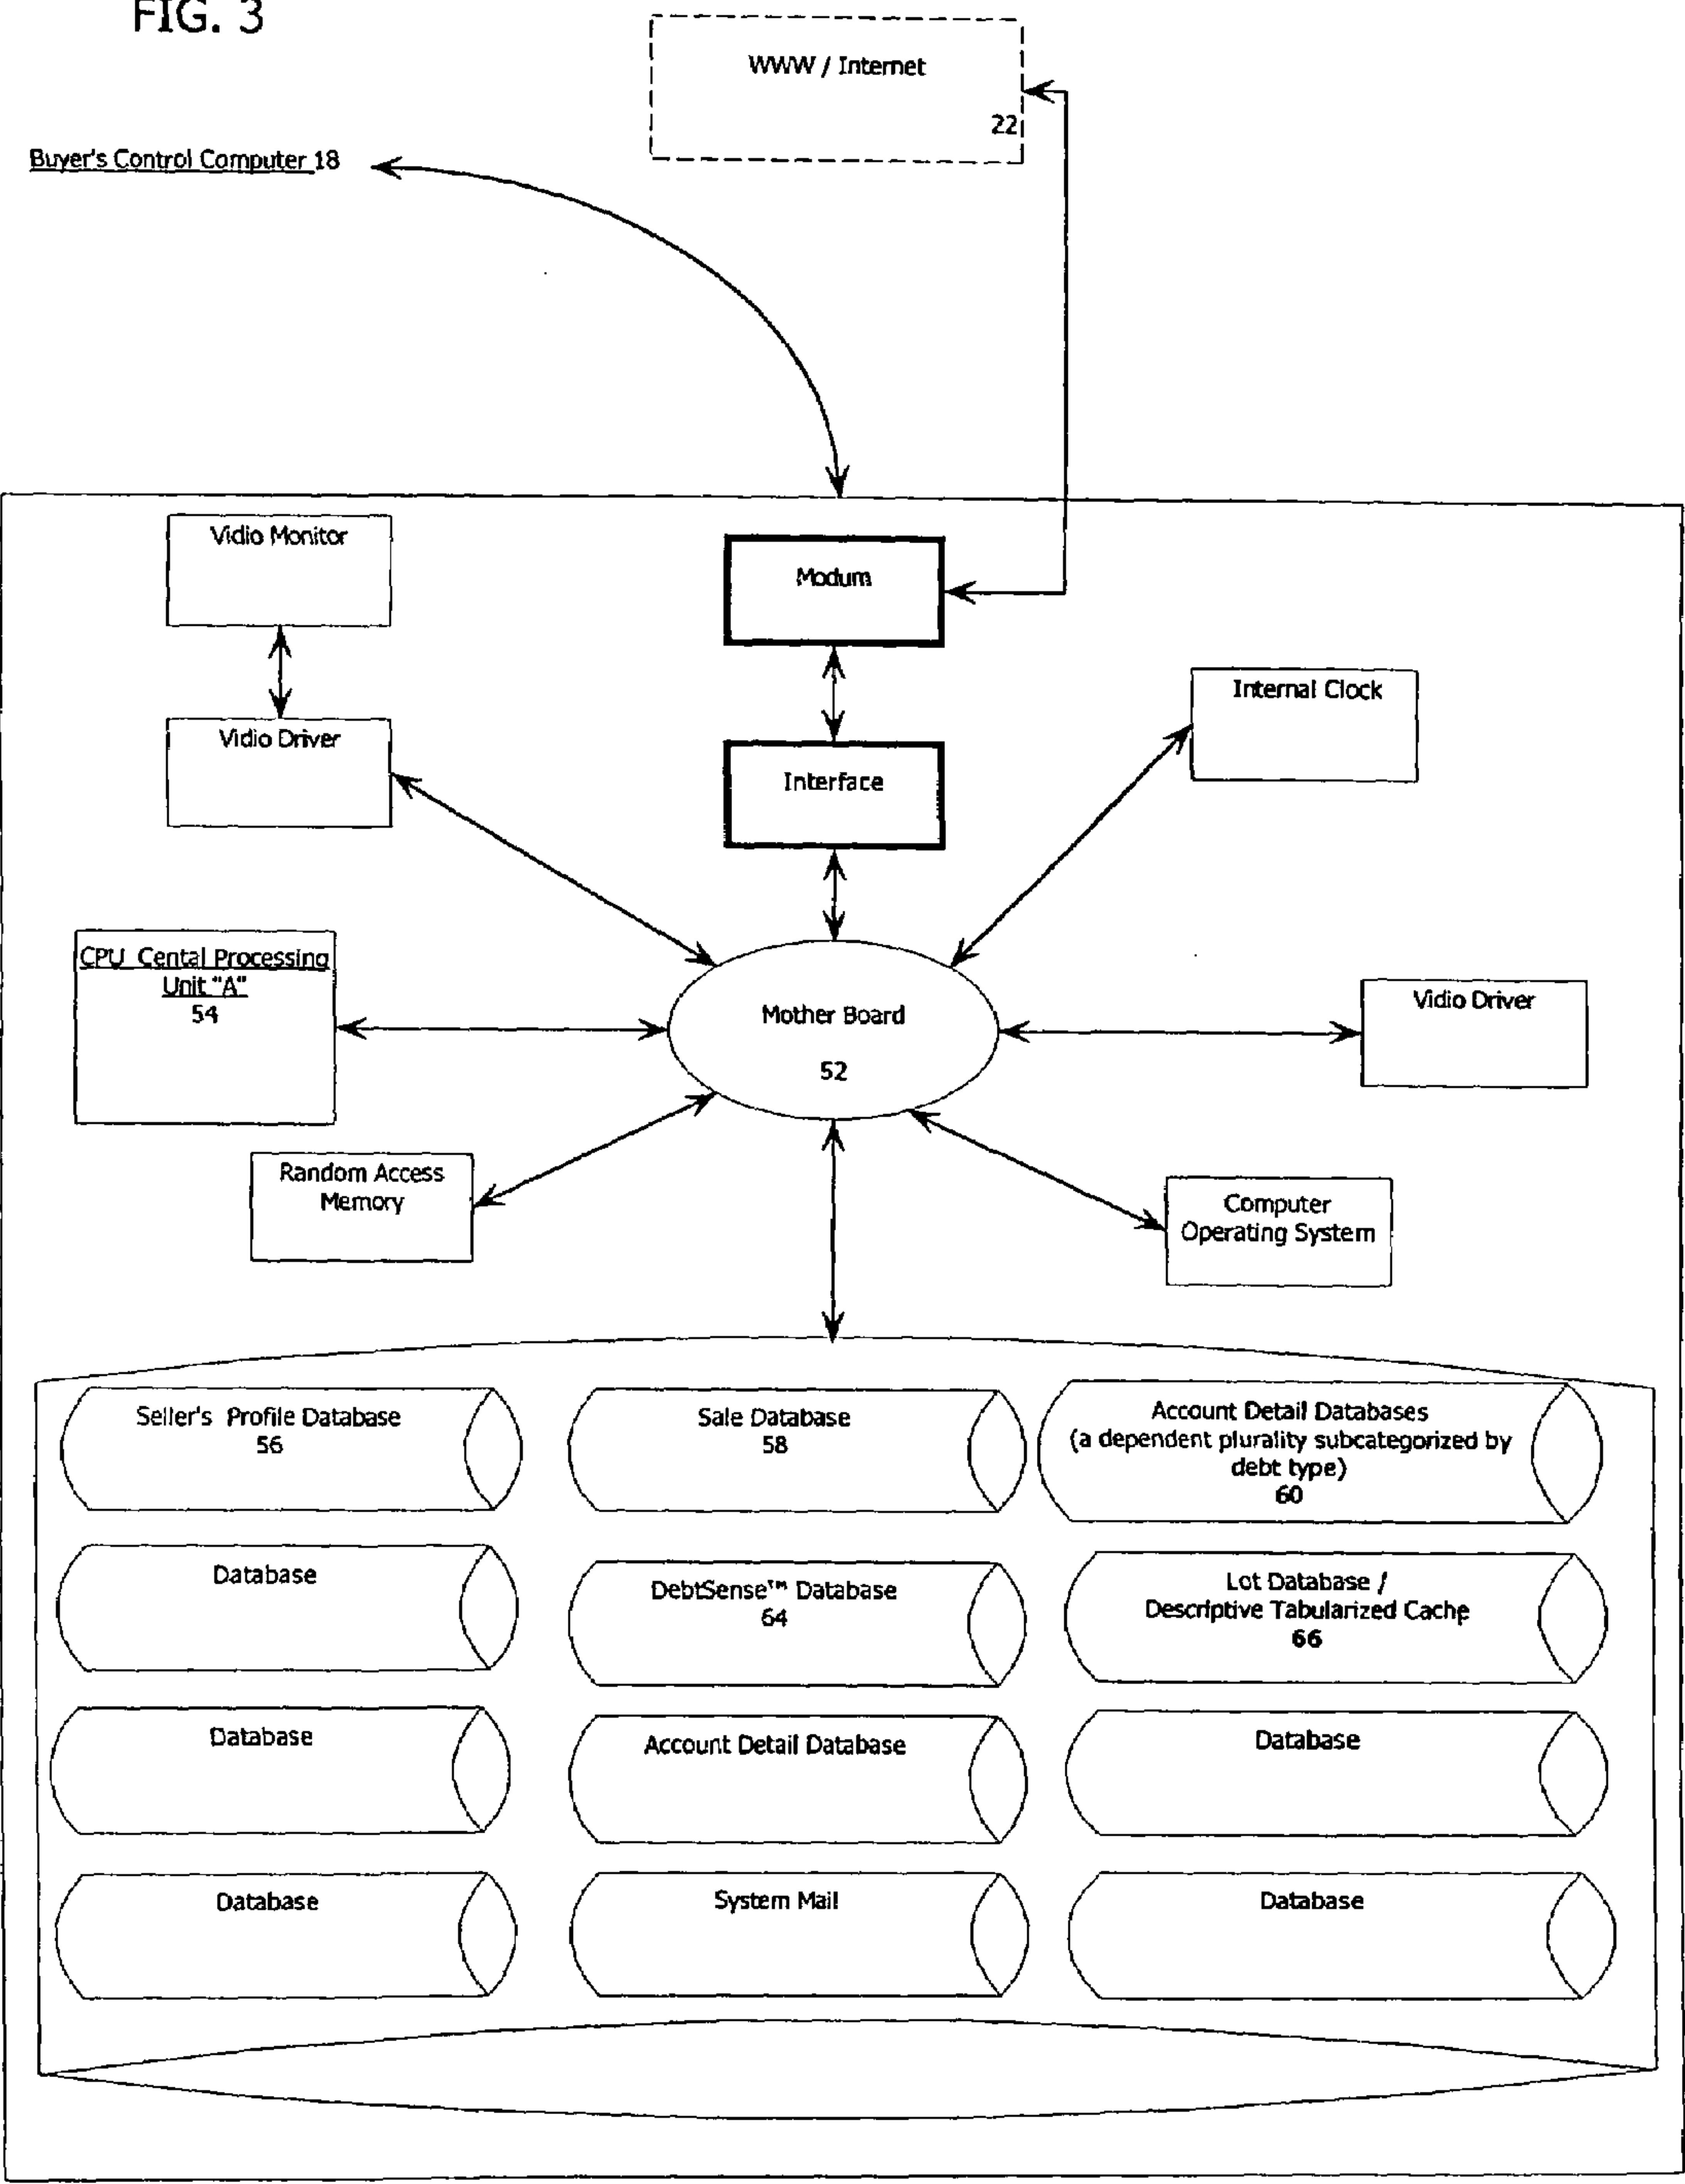 FIG. 3
WWW / Internet
22
Buyer's Control Computer 18
Vidio Monitor
Modum
Internal Clock
Vidio Driver
Interface
CPU Cental Processing
Unit "A"
54
Mother Board
52
Vidio Driver
Random Access
Memory
Computer
Operating System
Seller's Profile Database
56
Sale Database
58
Account Detail Databases
(a dependent plurality subcategorized by
debt type)
60
Database
DebtSense™ Database
64
Lot Database /
Descriptive Tabularized Cache
66
Database
Account Detail Database
Database
Database
System Mail
Database